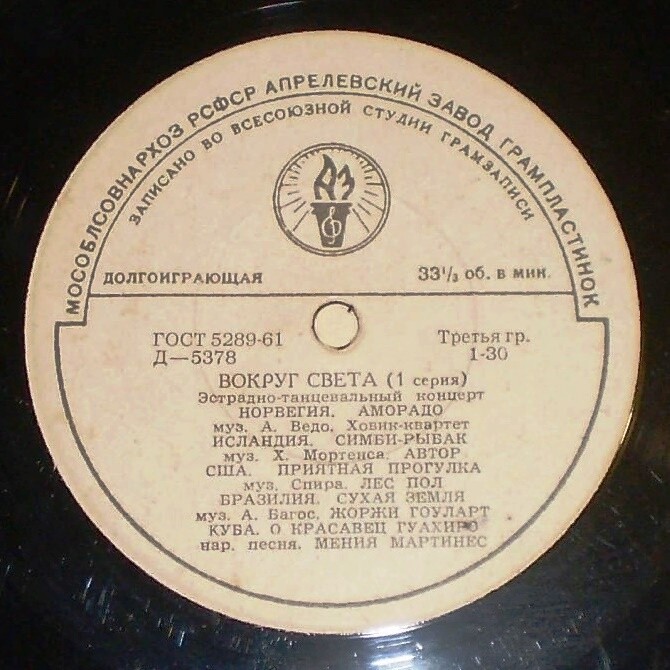 МОСОБЛСОВНАРХОЗ РСФСР АПРЕЛЕВСКИЙ ЗАВОД ГРАМПЛАСТИНОК
ЗАПИСАНО ВО ВСЕСОЮЗНОЙ СТУДИИ ГРАМЗАПИСИ
АЗ
ДОЛГОИГРАЮЩАЯ 33⅓ об. в мин.
ГОСТ 5289-61 Третья гр.
Д—5378 1-30
ВОКРУГ СВЕТА (1 серия)
Эстрадно-танцевальный концерт
НОРВЕГИЯ. АМОРАДО
муз. А. Ведо. Ховик-квартет
ИСЛАНДИЯ. СИМБИ-РЫБАК
муз. Х. Мортенса. АВТОР
США. ПРИЯТНАЯ ПРОГУЛКА
муз. Спира. ЛЕС ПОЛ
БРАЗИЛИЯ. СУХАЯ ЗЕМЛЯ
муз. А. Багос. ЖОРЖИ ГОУЛАРТ
КУБА. О КРАСАВЕЦ ГУАХИРО
нар. песня. МЕНИЯ МАРТИНЕС